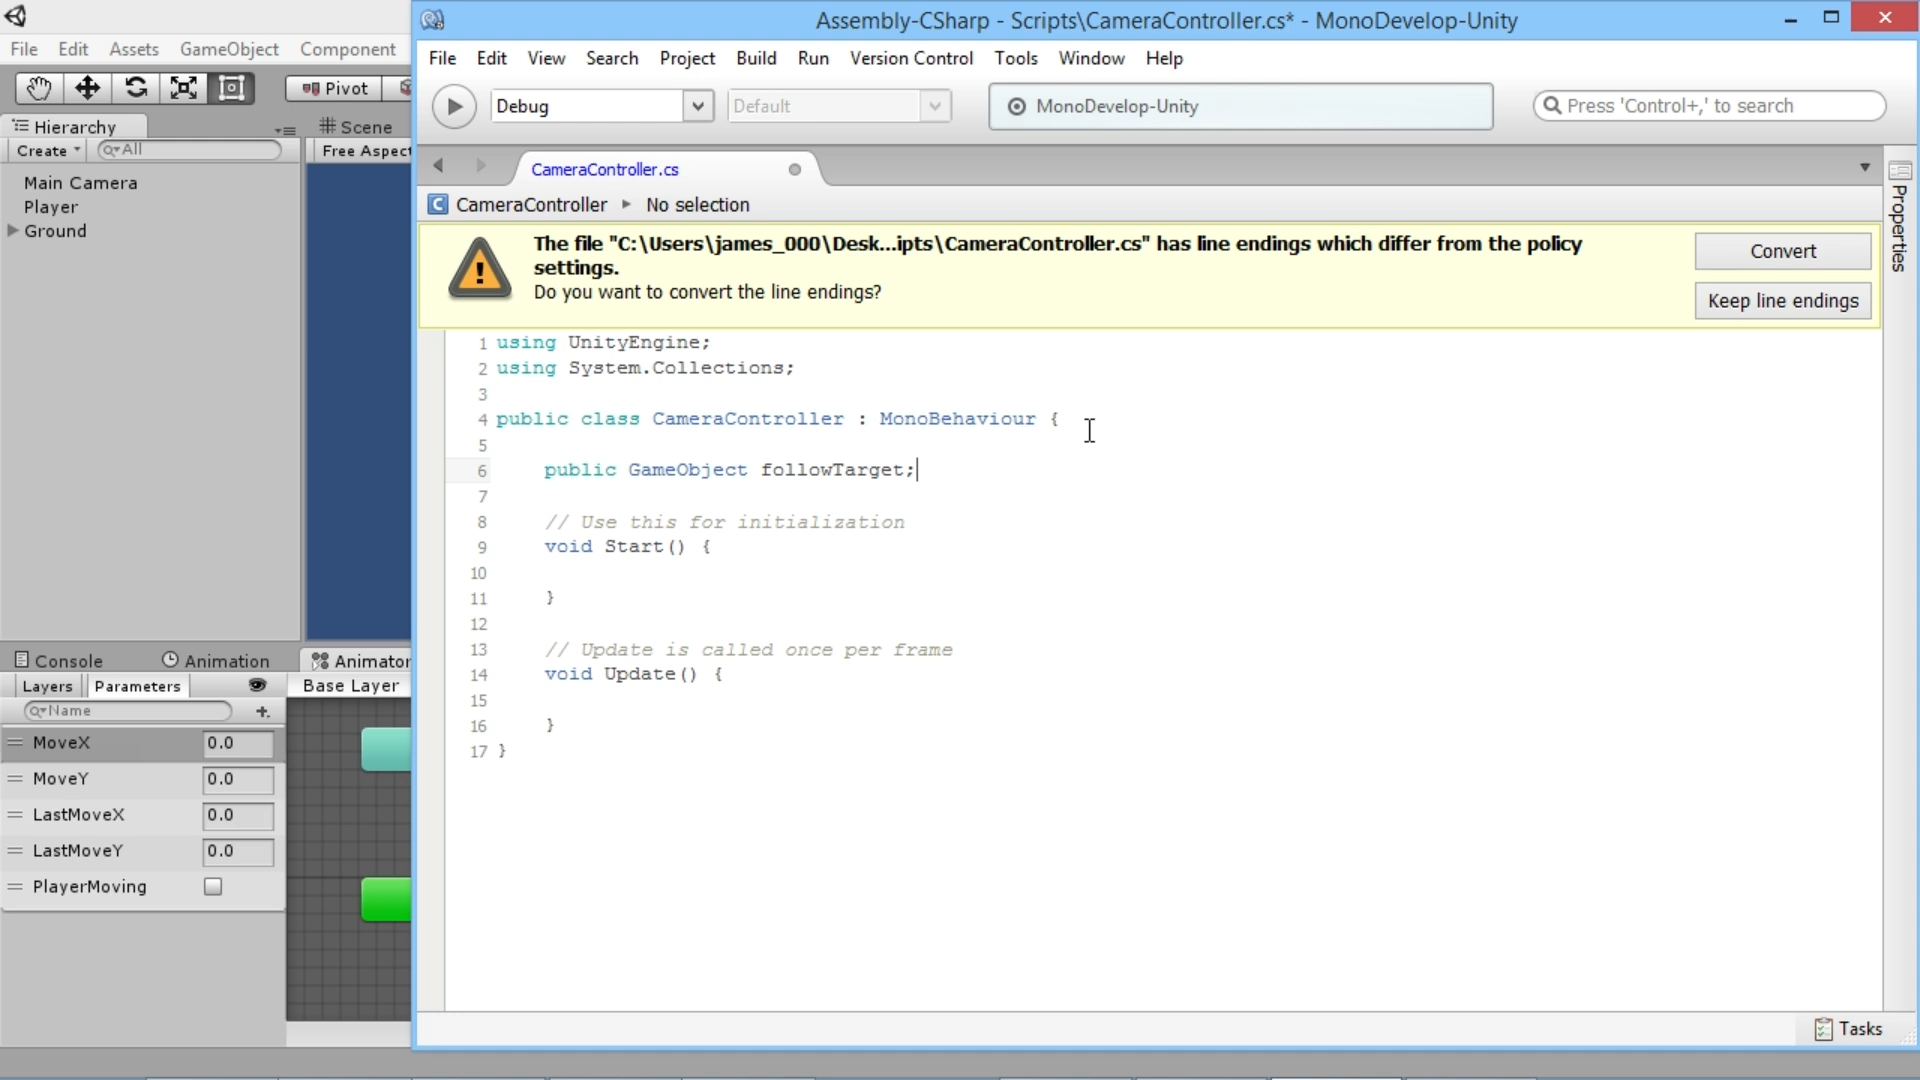 Assembly-CSharp - Scripts\CameraController.cs* - MonoDevelop-Unity
File Edit Assets GameObject Component
File Edit View Search Project Build Run Version Control Tools Window Help
Pivot
Debug
Default
MonoDevelop-Unity
Press 'Control+,' to search
Hierarchy
Scene
Create
All
Free Aspect
Main Camera
Player
Ground
CameraController.cs
CameraController
No selection
Properties
The file "C:\Users\james_000\Desk...ipts\CameraController.cs" has line endings which differ from the policy
settings.
Do you want to convert the line endings?
Convert
Keep line endings
1 using UnityEngine;
2 using System.Collections;
3
4 public class CameraController : MonoBehaviour {
5
6 public GameObject followTarget;
7
8 // Use this for initialization
9 void Start() {
10
11 }
12
13 // Update is called once per frame
14 void Update() {
15
16 }
17 }
Console
Animation
Animator
Layers
Parameters
Base Layer
Name
MoveX 0.0
MoveY 0.0
LastMoveX 0.0
LastMoveY 0.0
PlayerMoving
Tasks